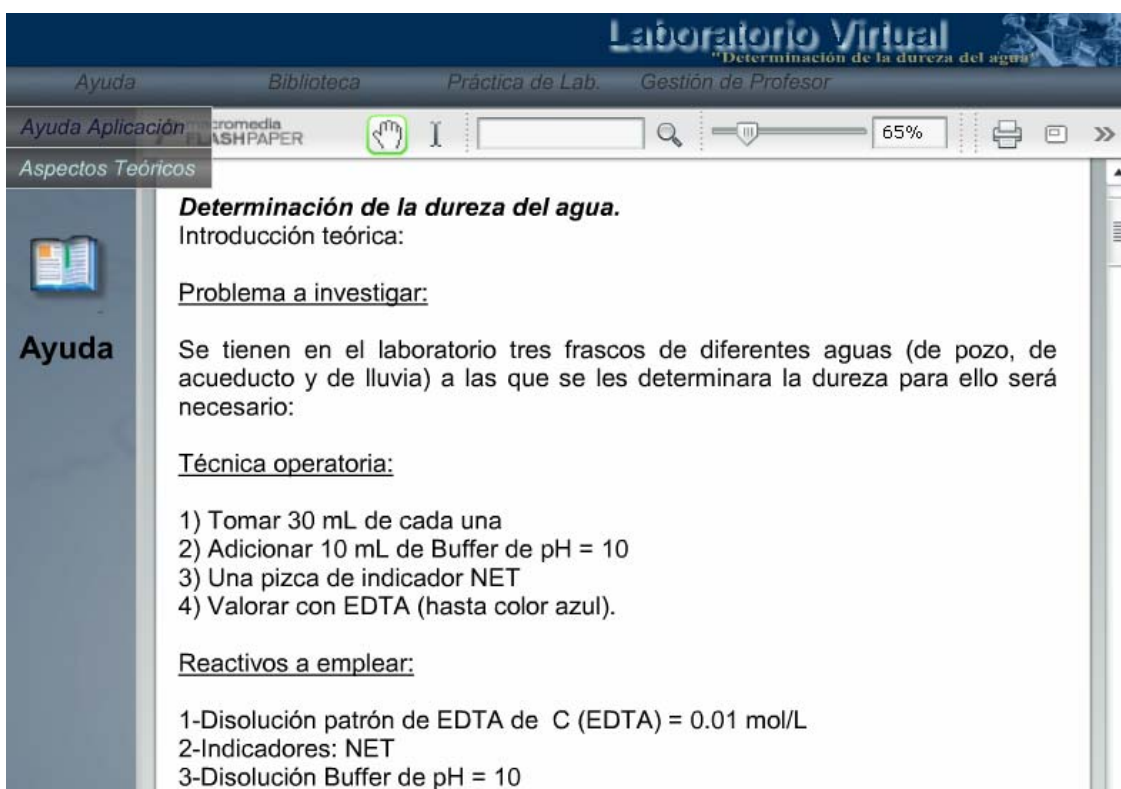 Laboratorio Virtual
"Determinación de la dureza del agua"
Ayuda Biblioteca Práctica de Lab. Gestión de Profesor
Ayuda Aplicación
FLASHPAPER
65%
Aspectos Teóricos
Ayuda
Determinación de la dureza del agua.
Introducción teórica:
Problema a investigar:
Se tienen en el laboratorio tres frascos de diferentes aguas (de pozo, de
acueducto y de lluvia) a las que se les determinara la dureza para ello será
necesario:
Técnica operatoria:
1) Tomar 30 mL de cada una
2) Adicionar 10 mL de Buffer de pH = 10
3) Una pizca de indicador NET
4) Valorar con EDTA (hasta color azul).
Reactivos a emplear:
1-Disolución patrón de EDTA de C (EDTA) = 0.01 mol/L
2-Indicadores: NET
3-Disolución Buffer de pH = 10